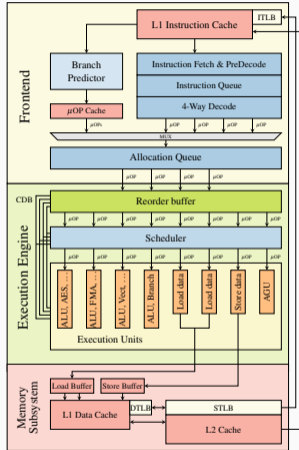 Frontend
L1 Instruction Cache
ITLB
Branch
Predictor
Instruction Fetch & PreDecode
Instruction Queue
4-Way Decode
μOP Cache
μOPs
μOP μOP μOP μOP
MUX
Allocation Queue
μOP μOP μOP μOP
Execution Engine
CDB
Reorder buffer
μOP μOP μOP μOP μOP μOP μOP μOP
Scheduler
μOP μOP μOP μOP μOP μOP μOP μOP
ALU, AES, ...
ALU, FMA, ...
ALU, Vect, ...
ALU, Branch
Load data
Load data
Store data
AGU
Execution Units
Memory
Subsystem
Load Buffer
Store Buffer
L1 Data Cache
DTLB
STLB
L2 Cache